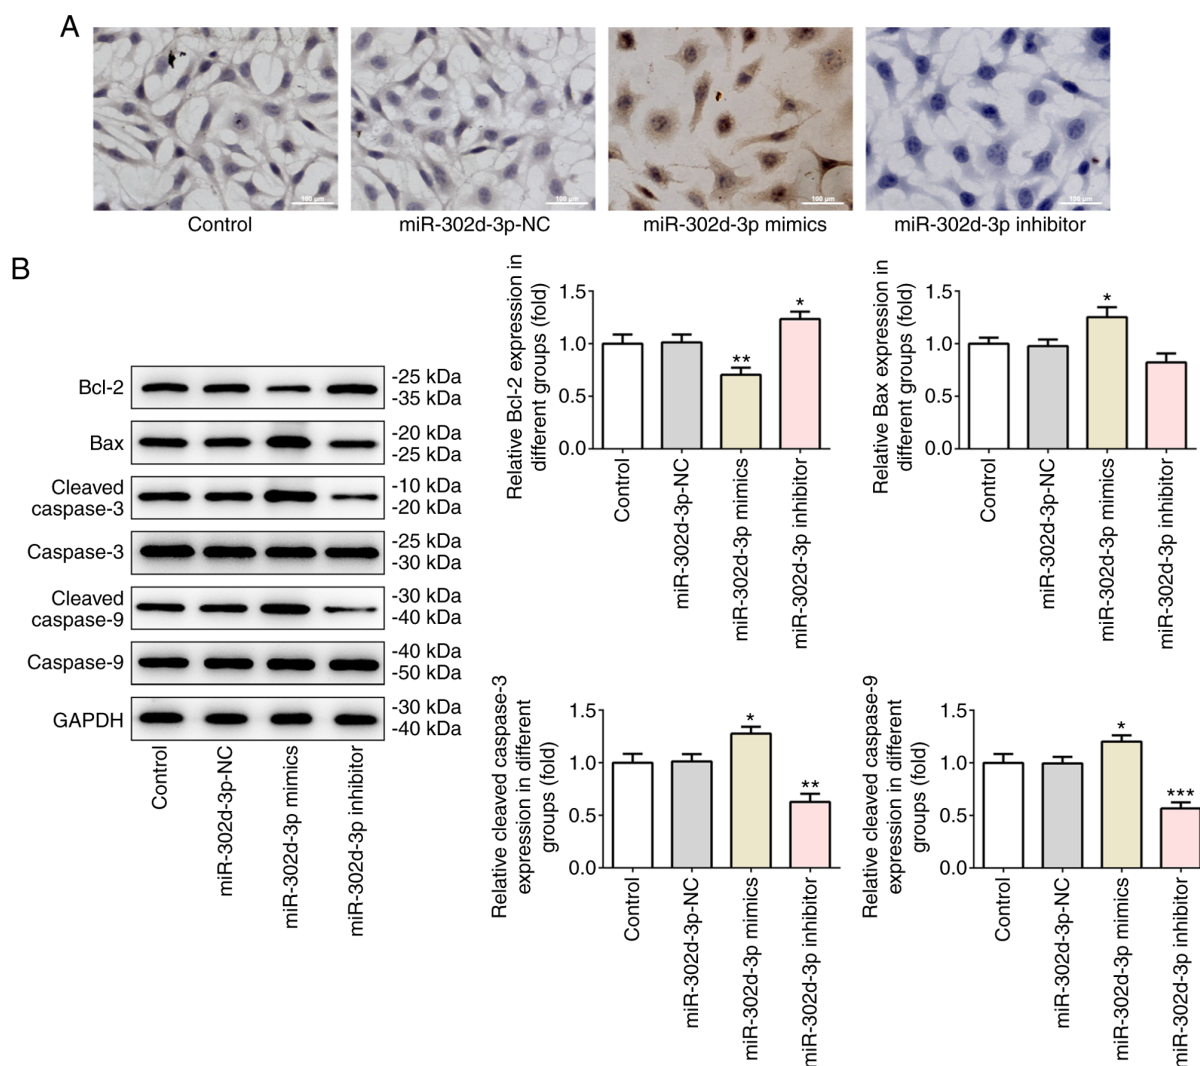 A
100 μm
100 μm
100 μm
100 μm
Control
miR-302d-3p-NC
miR-302d-3p mimics
miR-302d-3p inhibitor
B
Bcl-2
-25 kDa
-35 kDa
Bax
-20 kDa
-25 kDa
Cleaved
caspase-3
-10 kDa
-20 kDa
Caspase-3
-25 kDa
-30 kDa
Cleaved
caspase-9
-30 kDa
-40 kDa
Caspase-9
-40 kDa
-50 kDa
GAPDH
-30 kDa
-40 kDa
Control
miR-302d-3p-NC
miR-302d-3p mimics
miR-302d-3p inhibitor
Relative Bcl-2 expression in
different groups (fold)
1.5
1.0
0.5
0.0
**
*
Control
miR-302d-3p-NC
miR-302d-3p mimics
miR-302d-3p inhibitor
Relative Bax expression in
different groups (fold)
1.5
1.0
0.5
0.0
*
Control
miR-302d-3p-NC
miR-302d-3p mimics
miR-302d-3p inhibitor
Relative cleaved caspase-3
expression in different
groups (fold)
1.5
1.0
0.5
0.0
*
**
Control
miR-302d-3p-NC
miR-302d-3p mimics
miR-302d-3p inhibitor
Relative cleaved caspase-9
expression in different
groups (fold)
1.5
1.0
0.5
0.0
*
***
Control
miR-302d-3p-NC
miR-302d-3p mimics
miR-302d-3p inhibitor